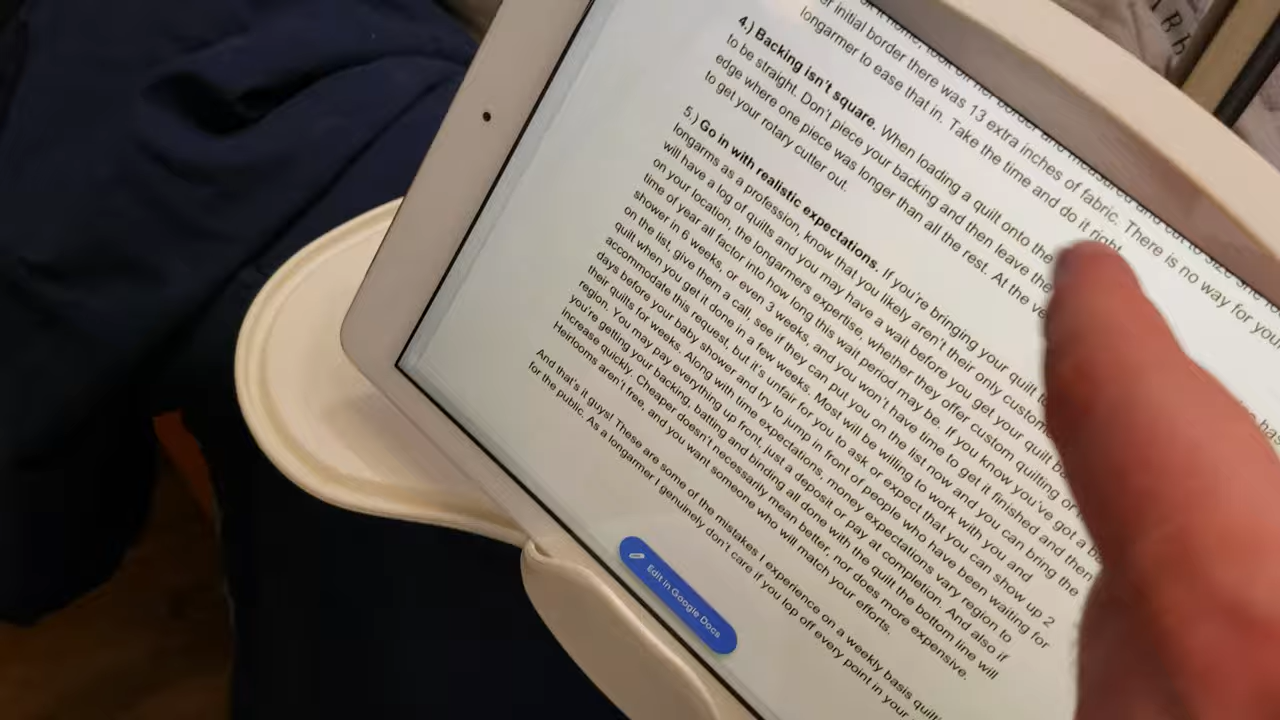 initial border there was 13 extra inches of fabric. There is no way for your
longarmer to ease that in. Take the time and do it right
4.) Backing isn't square. When loading a quilt onto the
to be straight. Don't piece your backing and then leave the
edge where one piece was longer than all the rest. At the
to get your rotary cutter out.
5.) Go in with realistic expectations. If you're bringing your quilt
longarms as a profession, know that you likely aren't their only
will have a log of quilts and you may have a wait before you get your quilt
on your location, the longarmers expertise, whether they offer custom quilting or
time of year all factor into how long this wait period may be. If you know you've got a
shower in 6 weeks, or even 3 weeks, and you won't have time to get it finished and then
on the list, give them a call, see if they can put you on the list now and you can bring the
quilt when you get it done in a few weeks. Most will be willing to work with you and
accommodate this request, but it's unfair for you to ask or expect that you can show up 2
days before your baby shower and try to jump in front of people who have been waiting for
their quilts for weeks. Along with time expectations, money expectations vary region to
region. You may pay everything up front, just a deposit or pay at completion. And also if
you're getting your backing, batting and binding all done with the quilt the bottom line will
increase quickly. Cheaper doesn't necessarily mean better, nor does more expensive.
Heirlooms aren't free, and you want someone who will match your efforts.
And that's it guys! These are some of the mistakes I experience on a weekly basis
for the public. As a longarmer I genuinely don't care if you lop off every point in your
Edit in Google Docs